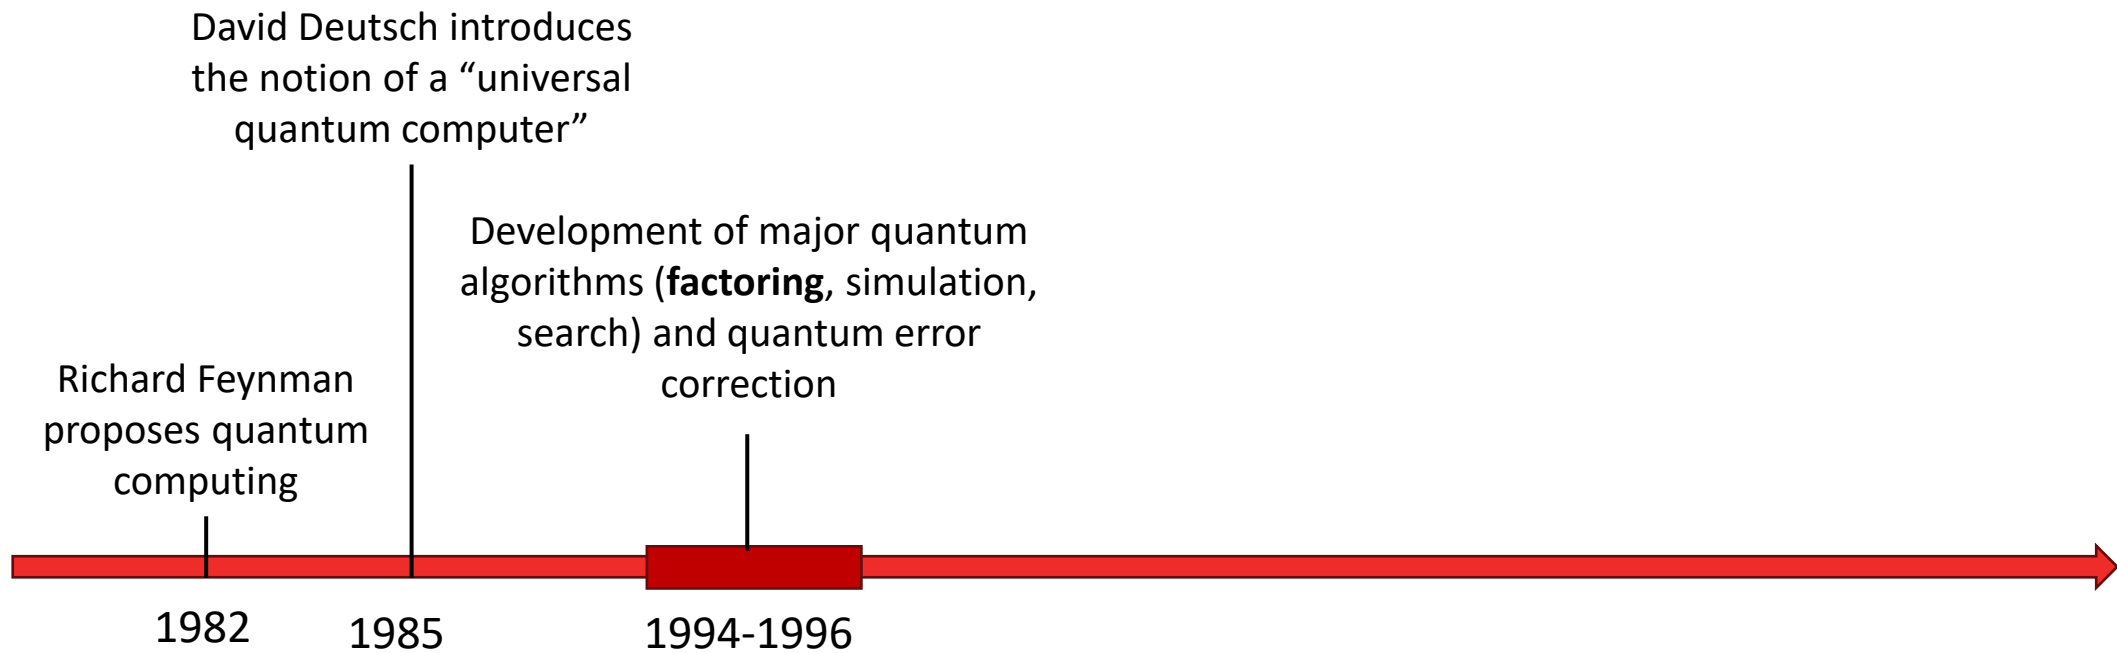 David Deutsch introduces
the notion of a “universal
quantum computer”
Development of major quantum
algorithms (factoring, simulation,
search) and quantum error
correction
Richard Feynman
proposes quantum
computing
1982
1985
1994-1996